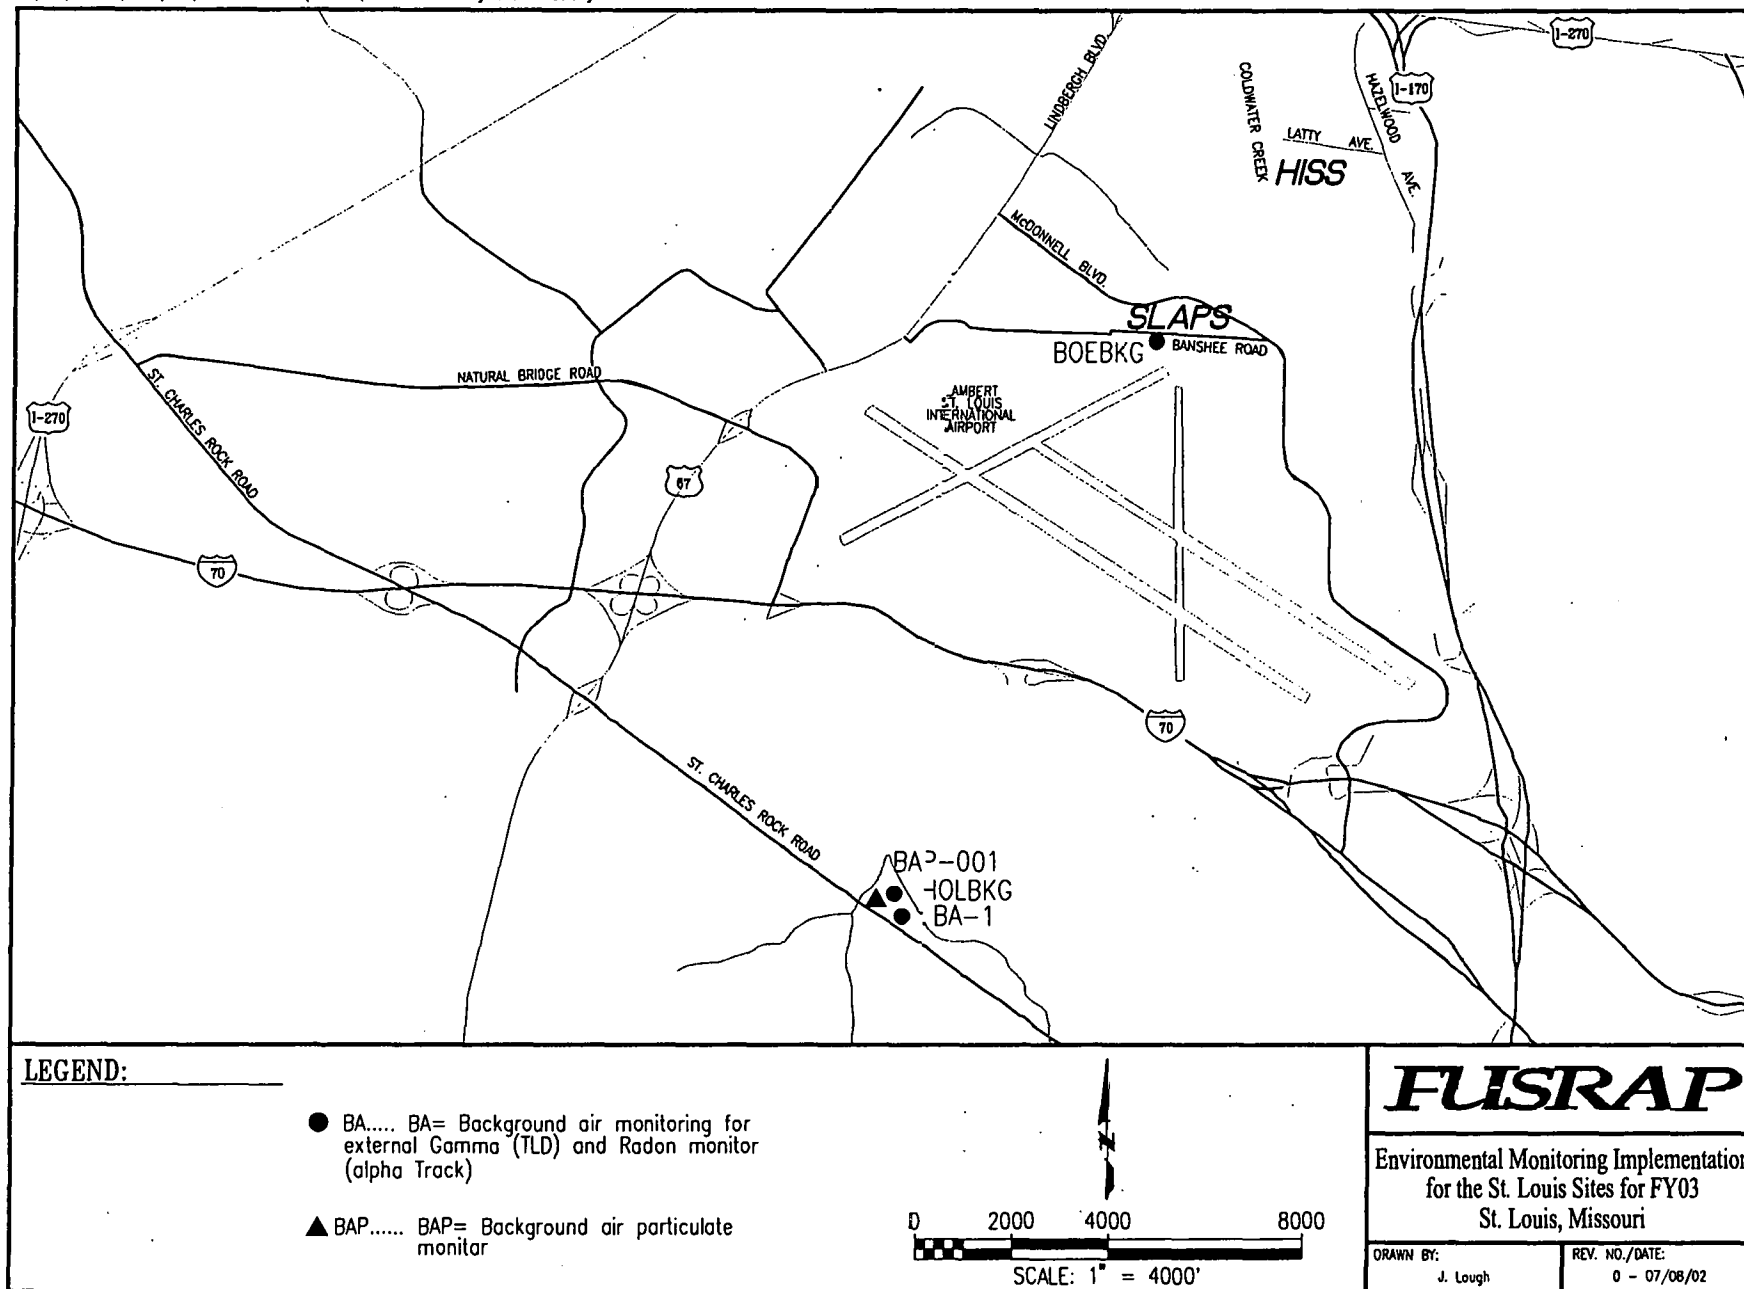 I-270
I-170
LINDBERGH BLVD.
COLDWATER CREEK
HAZELWOOD
AVE.
LATTY AVE.
HISS
McDONNELL BLVD.
SLAPS
BOEBKG
BANSHEE ROAD
NATURAL BRIDGE ROAD
I-270
ST. CHARLES ROCK ROAD
AMBERT
ST. LOUIS
INTERNATIONAL
AIRPORT
67
70
70
ST. CHARLES ROCK ROAD
BAP-001
HOLBKG
BA-1
LEGEND:
BA..... BA= Background air monitoring for
external Gamma (TLD) and Radon monitor
(alpha Track)
BAP...... BAP= Background air particulate
monitor
N
0 2000 4000 8000
SCALE: 1" = 4000'
FUSRAP
Environmental Monitoring Implementation
for the St. Louis Sites for FY03
St. Louis, Missouri
DRAWN BY:
J. Lough
REV. NO./DATE:
0 - 07/08/02